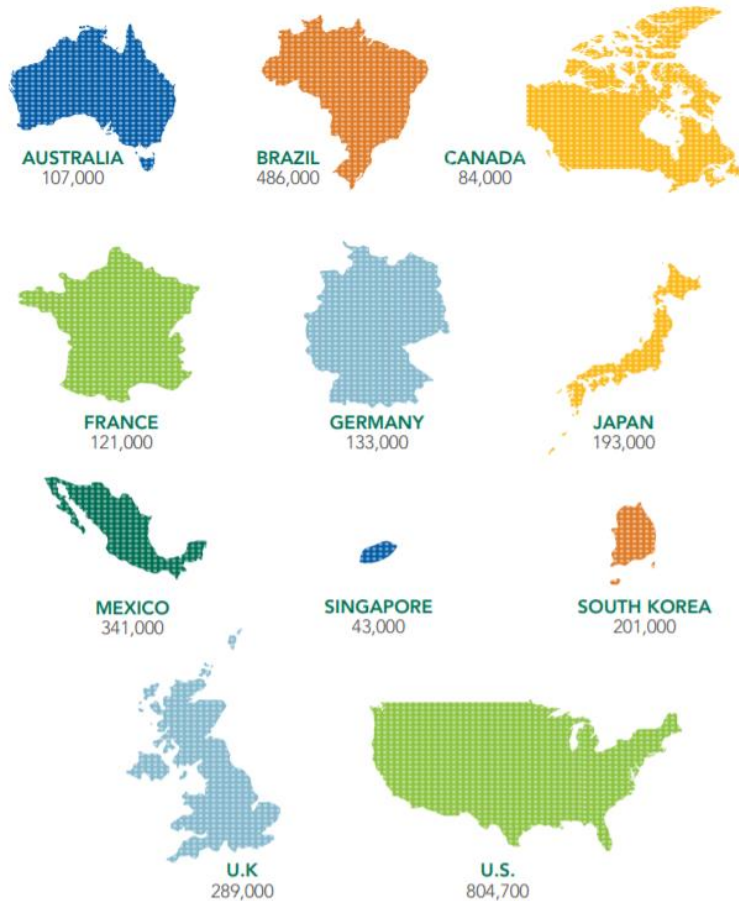 AUSTRALIA
107,000
BRAZIL
486,000
CANADA
84,000
FRANCE
121,000
GERMANY
133,000
JAPAN
193,000
MEXICO
341,000
SINGAPORE
43,000
SOUTH KOREA
201,000
U.K
289,000
U.S.
804,700